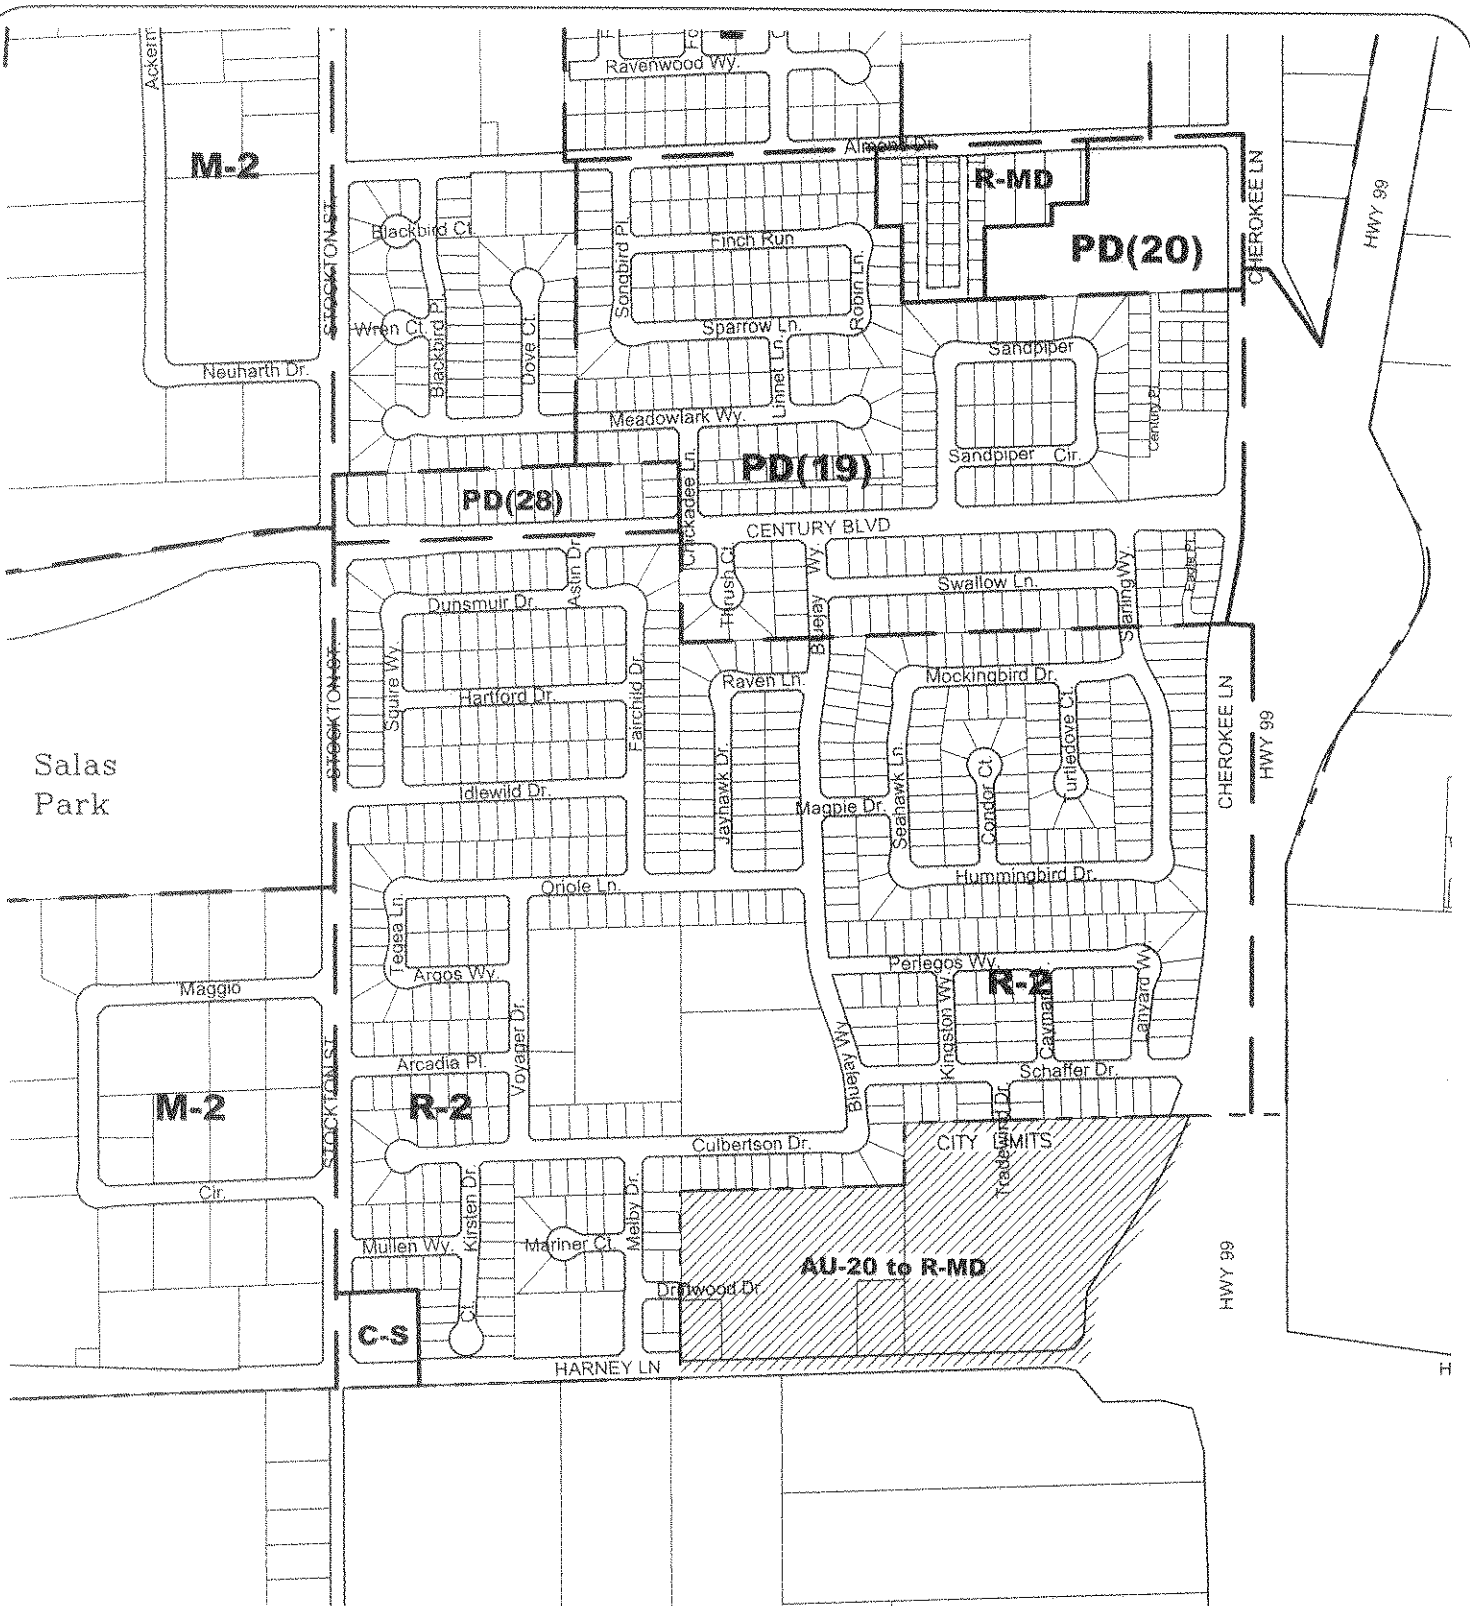 Ackerm
Ravenwood Wy.
M-2
STOCKTON ST.
Almond Dr.
R-MD
PD(20)
CHEROKEE LN
HWY 99
Blackbird Ct.
Songbird Pl.
Finch Run
Robin Ln.
Wren Ct.
Blackbird Pl.
Dove Ct.
Sparrow Ln.
Linnet Ln.
Sandpiper
Neuharth Dr.
Meadowlark Wy.
Century Pl.
Sandpiper Cir.
PD(19)
PD(28)
Chickadee Ln.
CENTURY BLVD
Astin Dr.
Thrush Ct.
Bluejay Wy.
Swallow Ln.
Starling Wy.
Eagle Pl.
Dunsmuir Dr.
Squire Wy.
Hartford Dr.
Fairchild Dr.
STOCKTON ST.
Raven Ln.
Mockingbird Dr.
Turtledove Ct.
CHEROKEE LN
HWY 99
Salas
Park
Idlewild Dr.
Jayhawk Dr.
Magpie Dr.
Seahawk Ln.
Condor Ct.
Hummingbird Dr.
Oriole Ln.
Tegea Ln.
Argos Wy.
Perlegos Wy.
R-2
Kingston Wy.
Lanyard Wy.
Maggio
Voyager Dr.
Bluejay Wy
Arcadia Pl.
Schaffer Dr.
M-2
STOCKTON ST
R-2
Culbertson Dr.
CITY LIMITS
Tradewind Dr.
Cir.
Kirsten Dr.
Melby Dr.
Mullen Wy.
Mariner Ct.
AU-20 to R-MD
HWY 99
Driftwood Dr.
C-S
Ct.
HARNEY LN
H